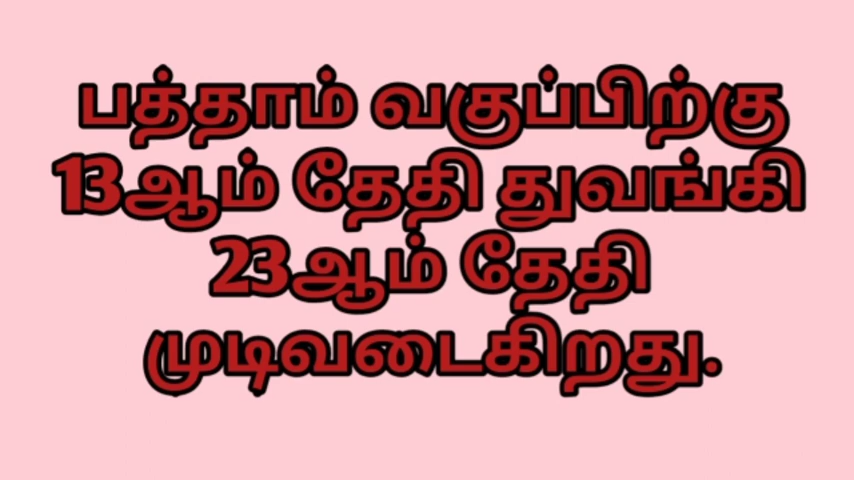 பத்தாம் வகுப்பிற்கு
13ஆம் தேதி துவங்கி
23ஆம் தேதி
முடிவடைகிறது.